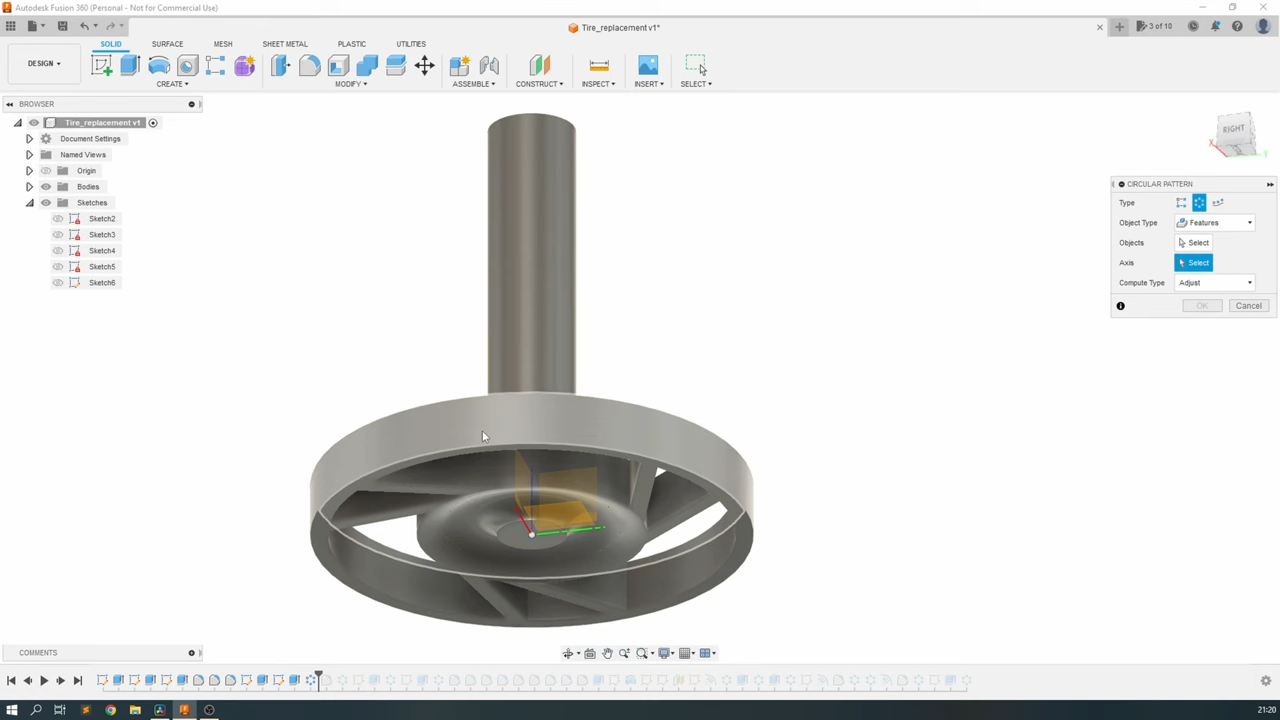 Autodesk Fusion 360 (Personal - Not for Commercial Use)
Tire_replacement v1*
3 of 10
DESIGN
SOLID
SURFACE
MESH
SHEET METAL
PLASTIC
UTILITIES
CREATE
MODIFY
ASSEMBLE
CONSTRUCT
INSPECT
INSERT
SELECT
BROWSER
Tire_replacement v1
Document Settings
Named Views
Origin
Bodies
Sketches
Sketch2
Sketch3
Sketch4
Sketch5
Sketch6
RIGHT
X
Y
CIRCULAR PATTERN
Type
Object Type
Features
Objects
Select
Axis
Select
Compute Type
Adjust
OK
Cancel
COMMENTS
21:20